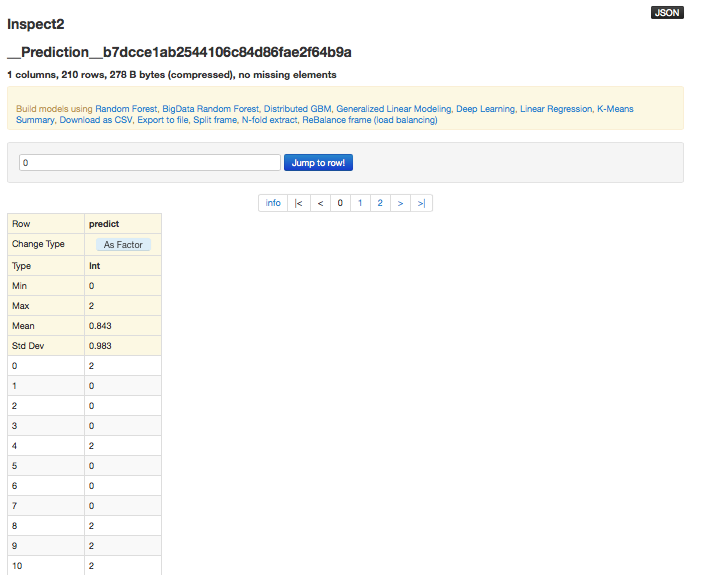 JSON
Inspect2
__Prediction__b7dcce1ab2544106c84d86fae2f64b9a
1 columns, 210 rows, 278 B bytes (compressed), no missing elements
Build models using Random Forest, BigData Random Forest, Distributed GBM, Generalized Linear Modeling, Deep Learning, Linear Regression, K-Means
Summary, Download as CSV, Export to file, Split frame, N-fold extract, ReBalance frame (load balancing)
0 Jump to row!
info |< < 0 1 2 > >|
Row predict
Change Type As Factor
Type Int
Min 0
Max 2
Mean 0.843
Std Dev 0.983
0 2
1 0
2 0
3 0
4 2
5 0
6 0
7 0
8 2
9 2
10 2